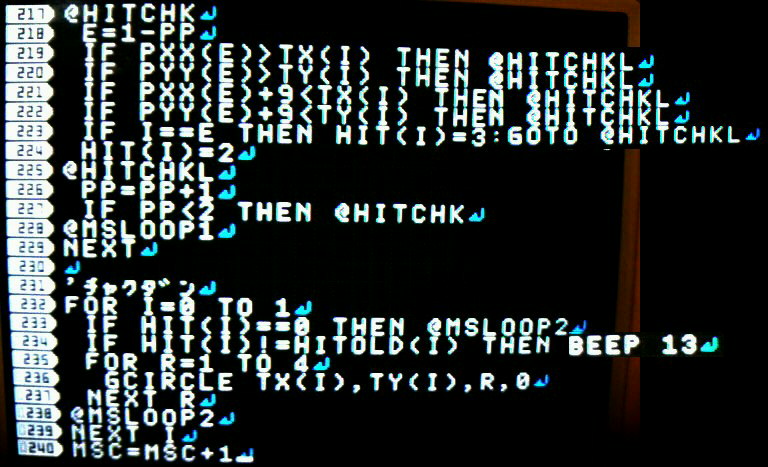 217 @HITCHK
218 E=1-PP
219 IF PXX(E)>TX(I) THEN @HITCHKL
220 IF PYY(E)>TY(I) THEN @HITCHKL
221 IF PXX(E)+9<TX(I) THEN @HITCHKL
222 IF PYY(E)+9<TY(I) THEN @HITCHKL
223 IF I==E THEN HIT(I)=3:GOTO @HITCHKL
224 HIT(I)=2
225 @HITCHKL
226 PP=PP+1
227 IF PP<2 THEN @HITCHK
228 @MSLOOP1
229 NEXT
230
231 'チャクダン
232 FOR I=0 TO 1
233 IF HIT(I)==0 THEN @MSLOOP2
234 IF HIT(I)!=HITOLD(I) THEN BEEP 13
235 FOR R=1 TO 4
236 GCIRCLE TX(I),TY(I),R,0
237 NEXT R
238 @MSLOOP2
239 NEXT I
240 MSC=MSC+1